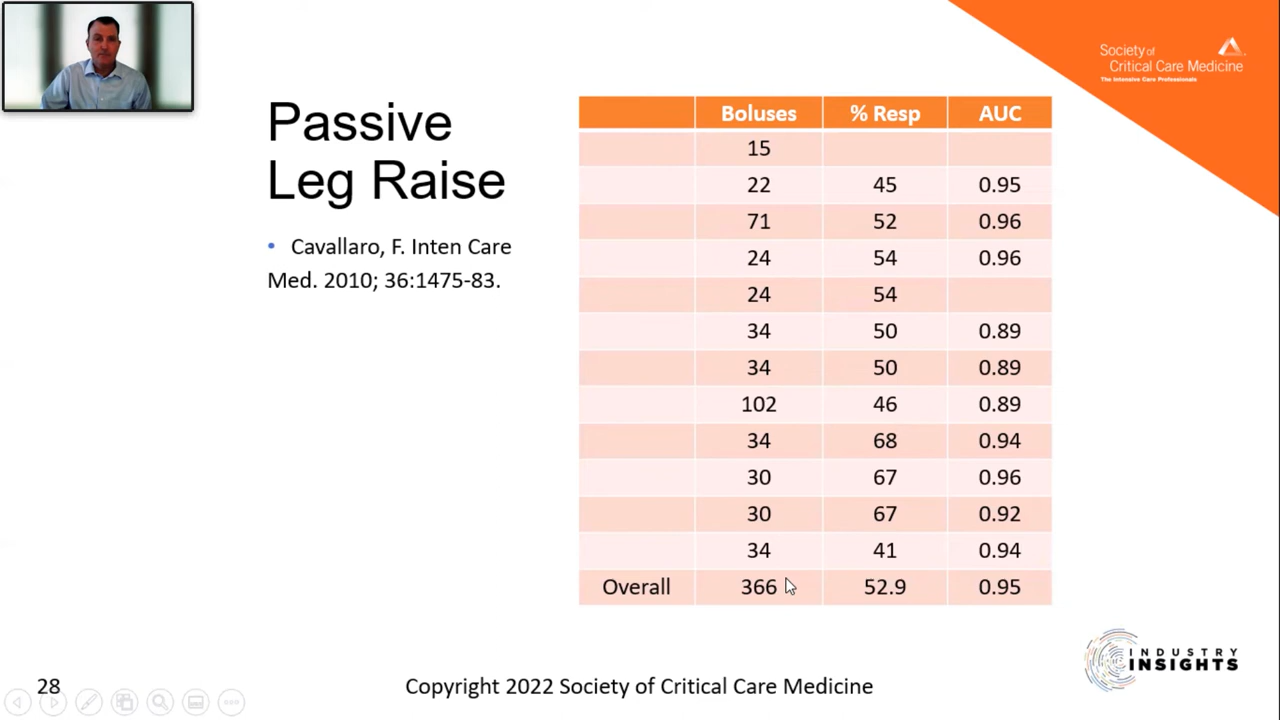 Society of
Critical Care Medicine
The Intensive Care Professionals
Passive
Leg Raise
• Cavallaro, F. Inten Care
Med. 2010; 36:1475-83.
Boluses % Resp AUC
15
22 45 0.95
71 52 0.96
24 54 0.96
24 54
34 50 0.89
34 50 0.89
102 46 0.89
34 68 0.94
30 67 0.96
30 67 0.92
34 41 0.94
Overall 366 52.9 0.95
INDUSTRY
INSIGHTS
28
Copyright 2022 Society of Critical Care Medicine